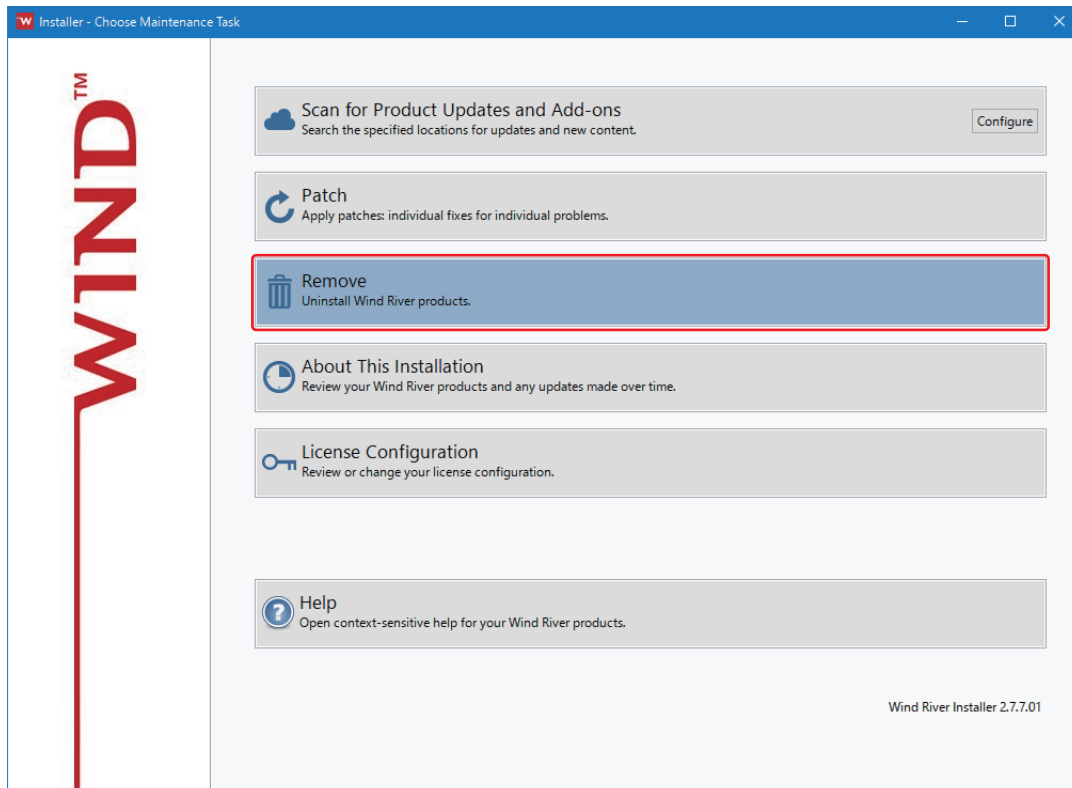 Installer - Choose Maintenance Task
WIND™
Scan for Product Updates and Add-ons
Search the specified locations for updates and new content.
Configure
Patch
Apply patches: individual fixes for individual problems.
Remove
Uninstall Wind River products.
About This Installation
Review your Wind River products and any updates made over time.
License Configuration
Review or change your license configuration.
Help
Open context-sensitive help for your Wind River products.
Wind River Installer 2.7.7.01